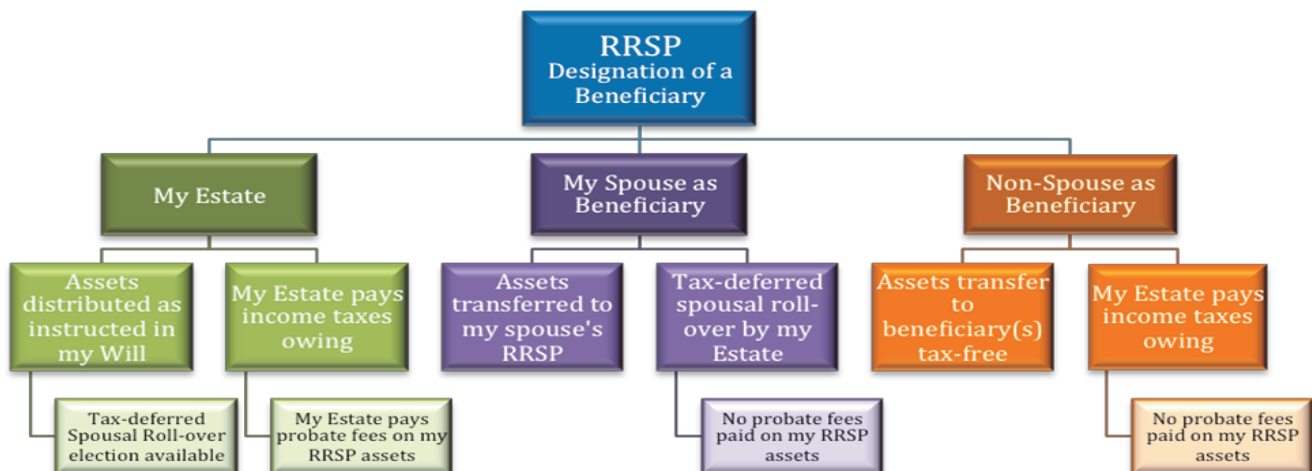 RRSP
Designation of a
Beneficiary
My Estate
My Spouse as
Beneficiary
Non-Spouse as
Beneficiary
Assets
distributed as
instructed in
my Will
My Estate pays
income taxes
owing
Assets
transferred to
my spouse's
RRSP
Tax-deferred
spousal roll-
over by my
Estate
Assets transfer
to
beneficiary(s)
tax-free
My Estate pays
income taxes
owing
Tax-deferred
Spousal Roll-over
election available
My Estate pays
probate fees on my
RRSP assets
No probate fees
paid on my RRSP
assets
No probate fees
paid on my RRSP
assets